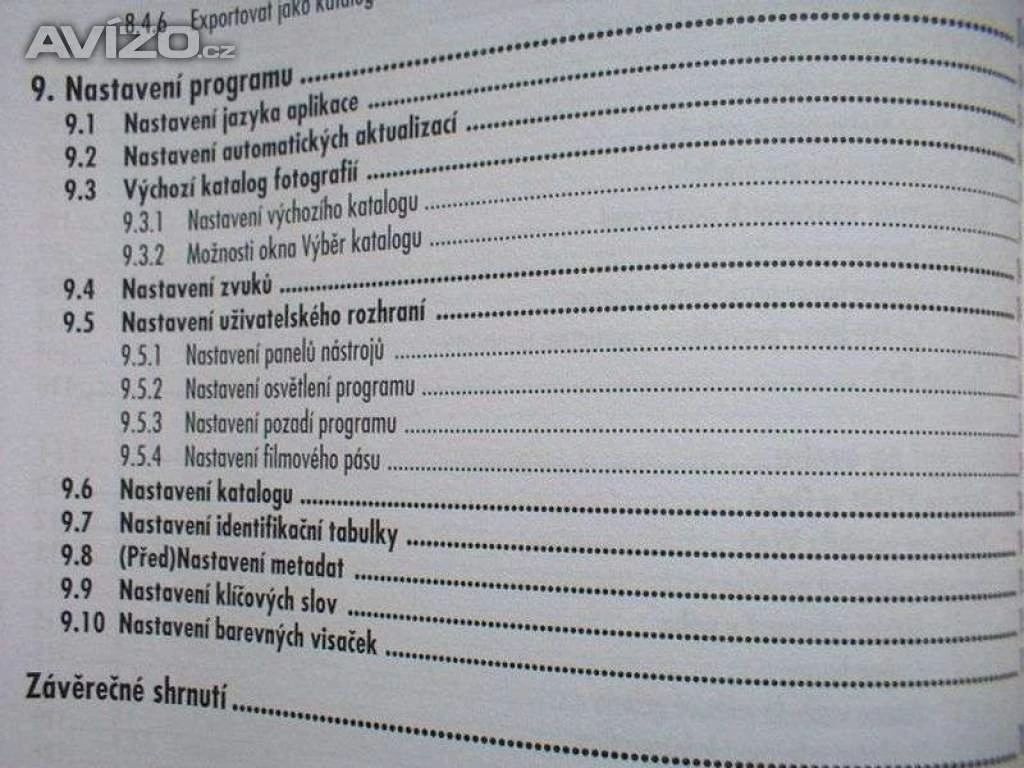 8.4.6 Exportovat jako katalog
AVÍZO.cz
9. Nastavení programu
9.1 Nastavení jazyka aplikace
9.2 Nastavení automatických aktualizací
9.3 Výchozí katalog fotografií
9.3.1 Nastavení výchozího katalogu
9.3.2 Možnosti okna Výběr katalogu
9.4 Nastavení zvuků
9.5 Nastavení uživatelského rozhraní
9.5.1 Nastavení panelů nástrojů
9.5.2 Nastavení osvětlení programu
9.5.3 Nastavení pozadí programu
9.5.4 Nastavení filmového pásu
9.6 Nastavení katalogu
9.7 Nastavení identifikační tabulky
9.8 (Před)Nastavení metadat
9.9 Nastavení klíčových slov
9.10 Nastavení barevných visaček
Závěrečné shrnutí